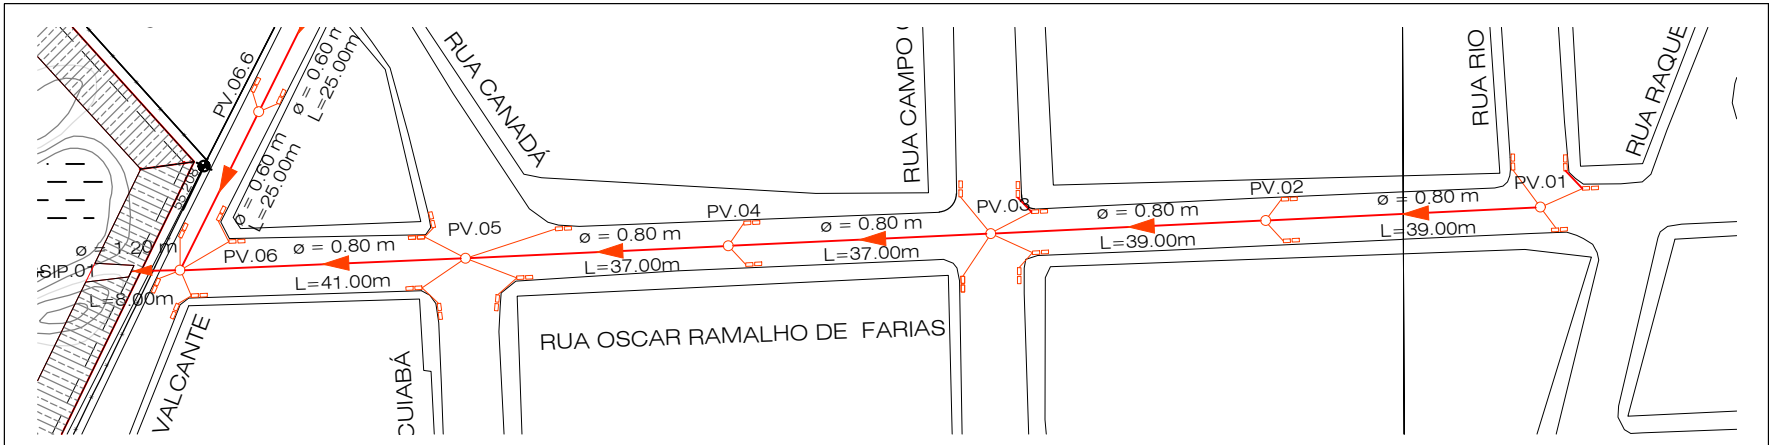 PV.06.6
ø = 0.60 m
L=25.00m
ø = 0.60 m
L=25.00m
55.208
RUA CANADÁ
RUA CAMPO
RUA RIO
RUA RAQUE
PV.01
PV.02
PV.03
PV.04
PV.05
PV.06
ø = 0.80 m
L=39.00m
ø = 0.80 m
L=39.00m
ø = 0.80 m
L=37.00m
ø = 0.80 m
L=37.00m
ø = 0.80 m
L=41.00m
ø = 1.20 m
SIP.01
L=8.00m
RUA OSCAR RAMALHO DE FARIAS
VALCANTE
CUIABÁ